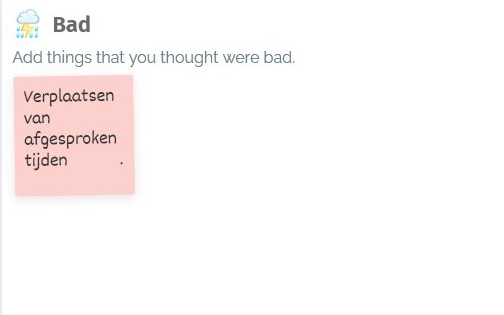 Bad
Add things that you thought were bad.
Verplaatsen
van
afgesproken
tijden .